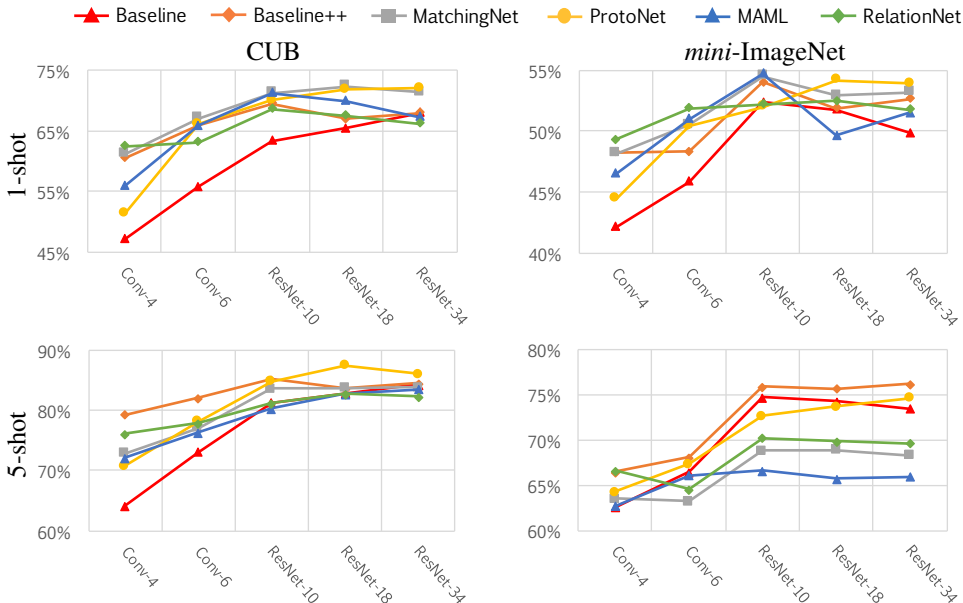 Baseline Baseline++ MatchingNet ProtoNet MAML RelationNet
CUB
mini-ImageNet
1-shot
75%
65%
55%
45%
Conv-4
Conv-6
ResNet-10
ResNet-18
ResNet-34
55%
50%
45%
40%
Conv-4
Conv-6
ResNet-10
ResNet-18
ResNet-34
5-shot
90%
80%
70%
60%
Conv-4
Conv-6
ResNet-10
ResNet-18
ResNet-34
80%
75%
70%
65%
60%
Conv-4
Conv-6
ResNet-10
ResNet-18
ResNet-34